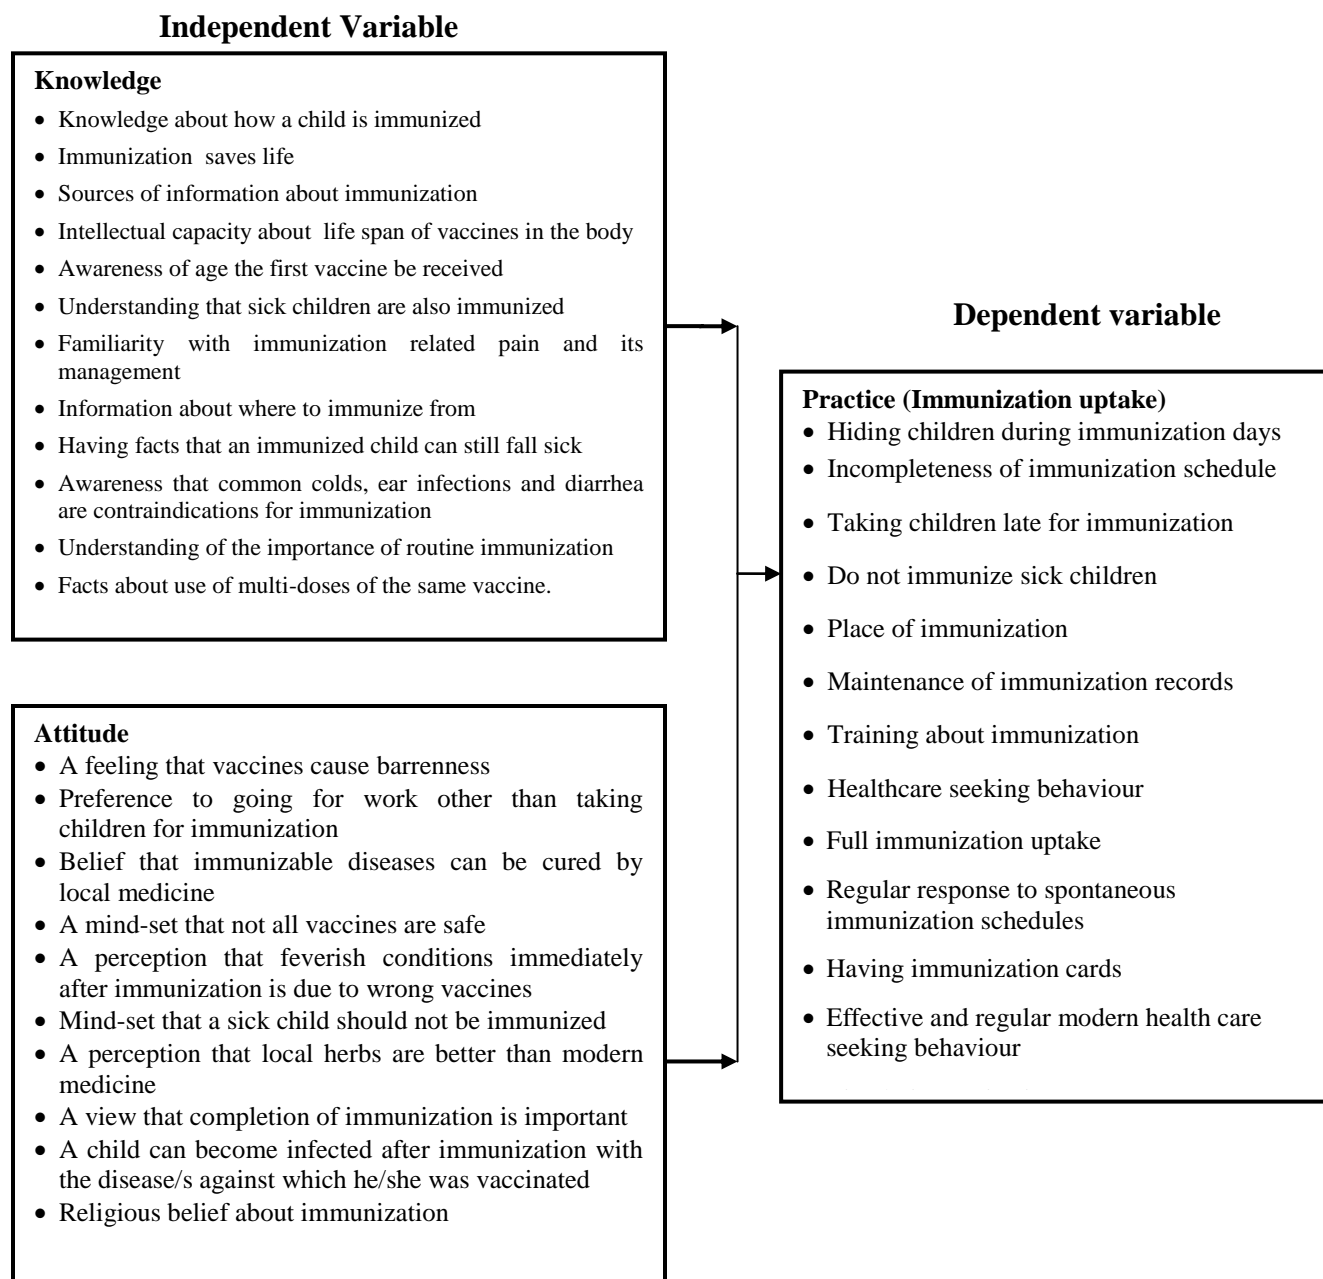 Independent Variable
Knowledge
• Knowledge about how a child is immunized
• Immunization saves life
• Sources of information about immunization
• Intellectual capacity about life span of vaccines in the body
• Awareness of age the first vaccine be received
• Understanding that sick children are also immunized
• Familiarity with immunization related pain and its
management
• Information about where to immunize from
• Having facts that an immunized child can still fall sick
• Awareness that common colds, ear infections and diarrhea
are contraindications for immunization
• Understanding of the importance of routine immunization
• Facts about use of multi-doses of the same vaccine.
Attitude
• A feeling that vaccines cause barrenness
• Preference to going for work other than taking
children for immunization
• Belief that immunizable diseases can be cured by
local medicine
• A mind-set that not all vaccines are safe
• A perception that feverish conditions immediately
after immunization is due to wrong vaccines
• Mind-set that a sick child should not be immunized
• A perception that local herbs are better than modern
medicine
• A view that completion of immunization is important
• A child can become infected after immunization with
the disease/s against which he/she was vaccinated
• Religious belief about immunization
Dependent variable
Practice (Immunization uptake)
• Hiding children during immunization days
• Incompleteness of immunization schedule
• Taking children late for immunization
• Do not immunize sick children
• Place of immunization
• Maintenance of immunization records
• Training about immunization
• Healthcare seeking behaviour
• Full immunization uptake
• Regular response to spontaneous
immunization schedules
• Having immunization cards
• Effective and regular modern health care
seeking behaviour